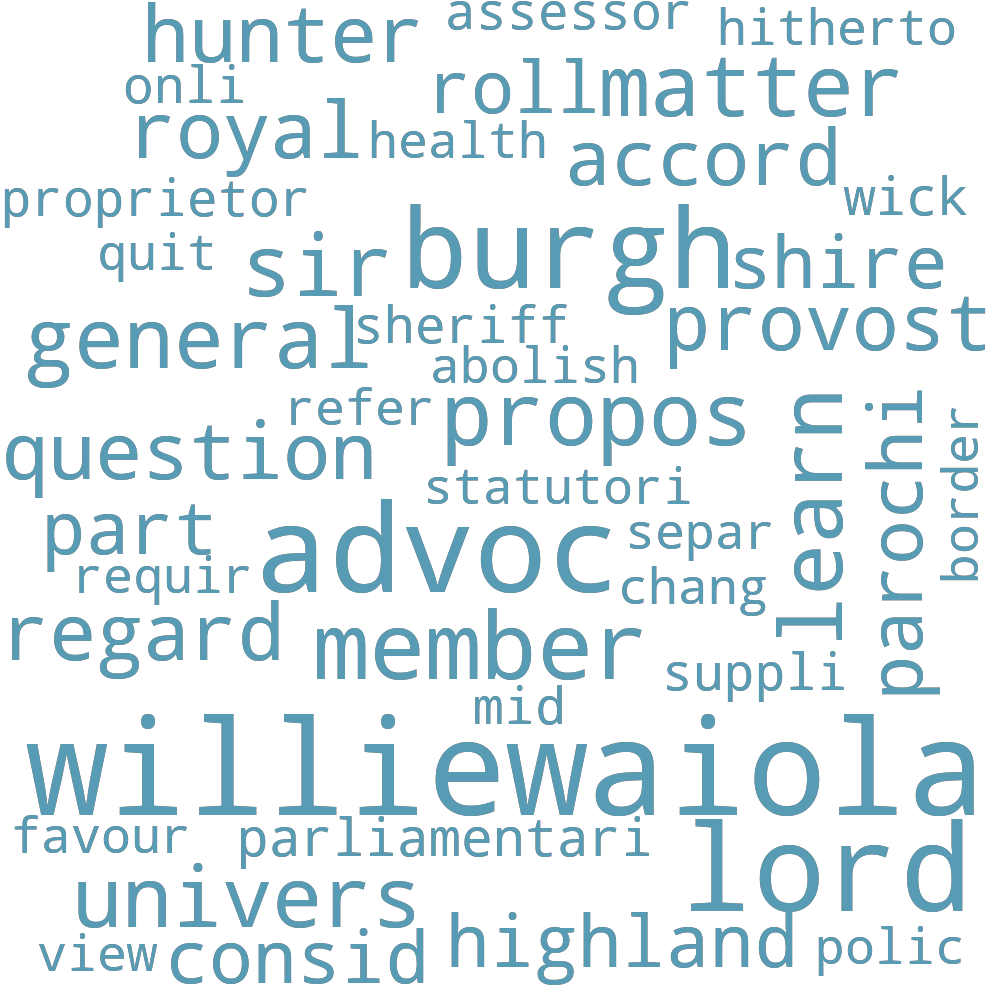 hunter assessor hitherto
onli roll matter
royal health accord
proprietor wick
quit sir burgh shire
general sheriff provost
abolish
refer propos
question learn parochi border
statutori
part advoc separ
requir chang
regard member
suppli
mid
williewaiola
favour parliamentari lord
univers
view consid highland polic